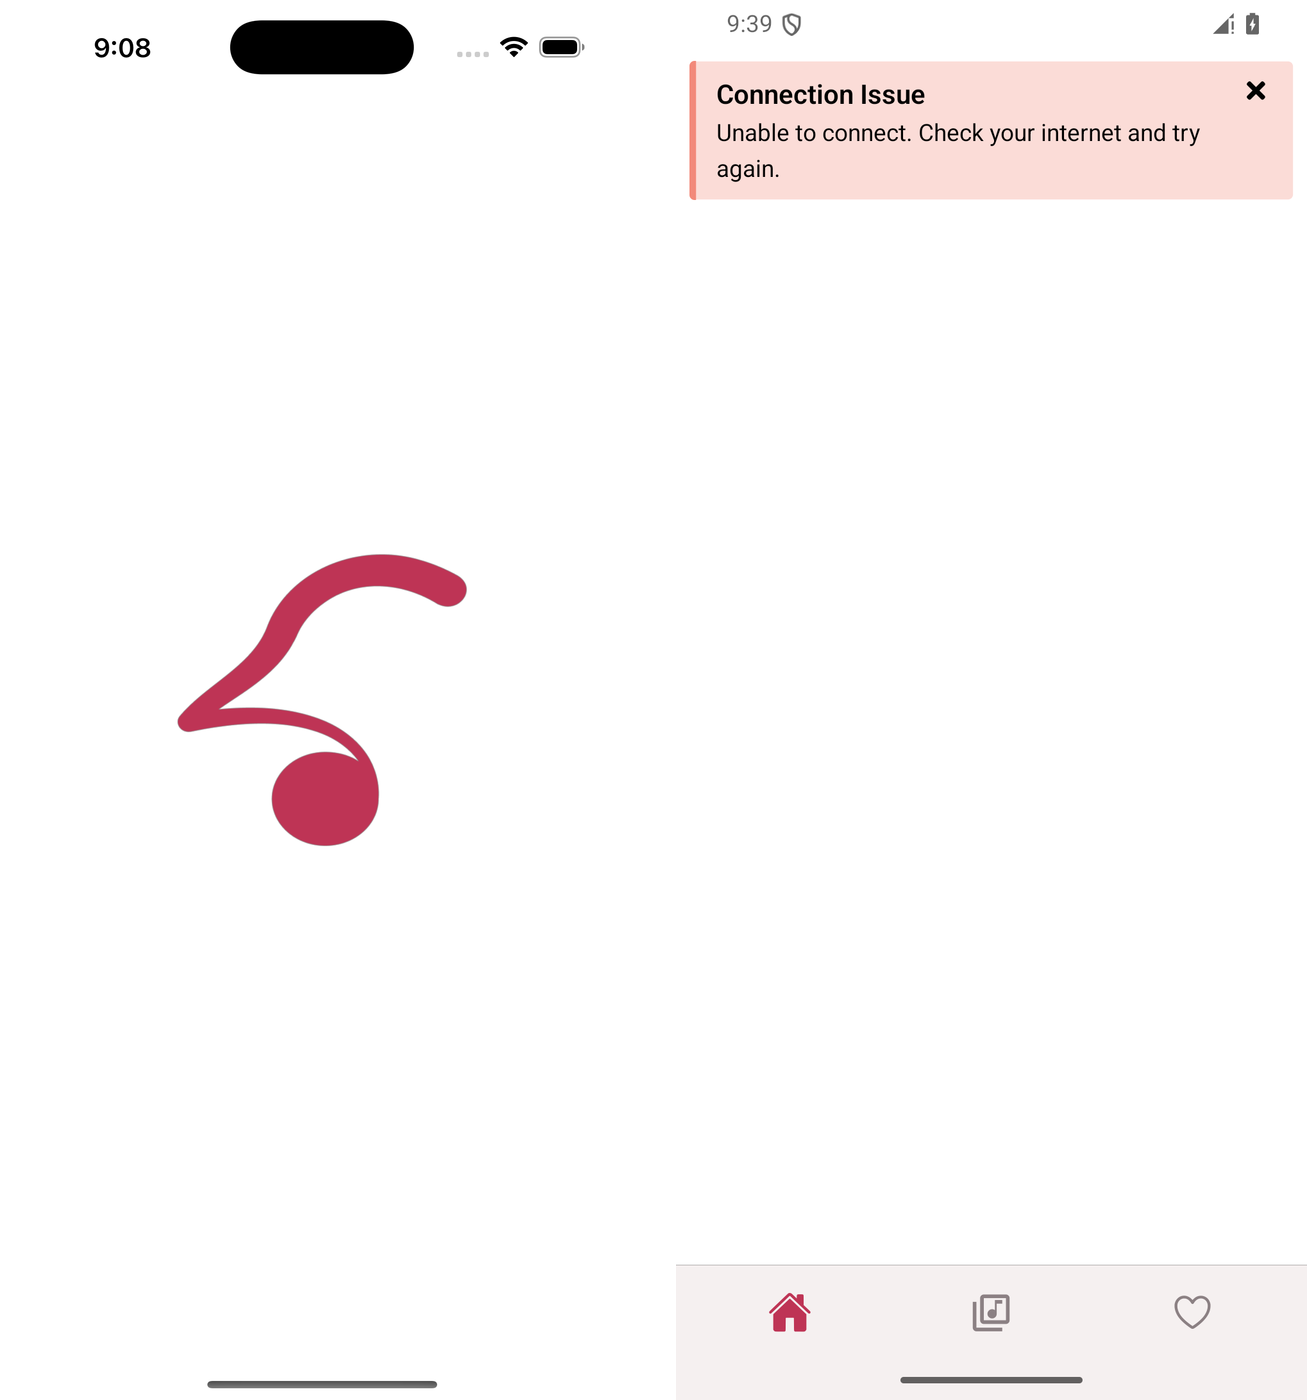 9:08
9:39
Connection Issue
Unable to connect. Check your internet and try
again.